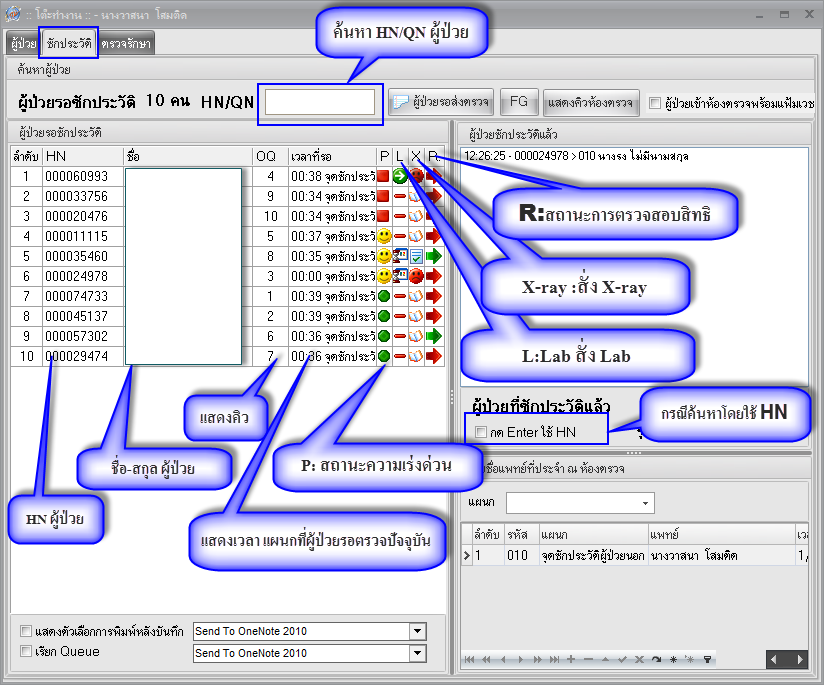 :: โต๊ะทำงาน :: - นางวาสนา โสมติด
ผู้ป่วย ซักประวัติ ตรวจรักษา
ค้นหา HN/QN ผู้ป่วย
ค้นหาผู้ป่วย
ผู้ป่วยรอซักประวัติ 10 คน HN/QN
ผู้ป่วยรอส่งตรวจ FG แสดงคิวห้องตรวจ ผู้ป่วยเข้าห้องตรวจพร้อมแฟ้มเวช
ผู้ป่วยรอซักประวัติ
ลำดับ HN ชื่อ OQ เวลาที่รอ P L X R.
1 000060993 4 00:38 จุดซักประวั
2 000033756 9 00:34 จุดซักประวั
3 000020476 10 00:34 จุดซักประวั
4 000011115 5 00:37 จุดซักประวั
5 000035460 8 00:35 จุดซักประวั
6 000024978 3 00:00 จุดซักประวั
7 000074733 1 00:39 จุดซักประวั
8 000045137 2 00:39 จุดซักประวั
9 000057302 6 00:36 จุดซักประวั
10 000029474 7 00:36 จุดซักประวั
ผู้ป่วยซักประวัติแล้ว
12:26:25 - 000024978 > 010 นางรง ไม่มีนามสกุล
R:สถานะการตรวจสอบสิทธิ
X-ray :สั่ง X-ray
L:Lab สั่ง Lab
แสดงคิว
ชื่อ-สกุล ผู้ป่วย
HN ผู้ป่วย
P: สถานะความเร่งด่วน
แสดงเวลา แผนกที่ผู้ป่วยรอตรวจปัจจุบัน
ผู้ป่วยที่ซักประวัติแล้ว
กด Enter ใช้ HN
กรณีค้นหาโดยใช้ HN
ชื่อแพทย์ที่ประจำ ณ ห้องตรวจ
แผนก
ลำดับ รหัส แผนก แพทย์ เวล
1 010 จุดซักประวัติผู้ป่วยนอก นางวาสนา โสมติด 1/
แสดงตัวเลือกการพิมพ์หลังบันทึก Send To OneNote 2010
เรียก Queue Send To OneNote 2010